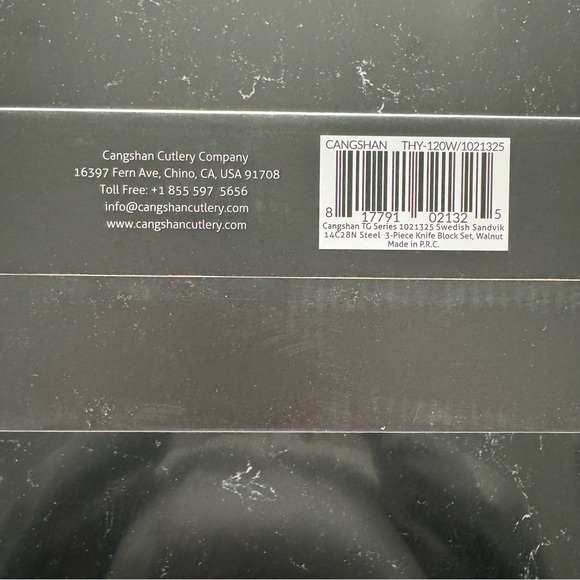 Cangshan Cutlery Company
16397 Fern Ave, Chino, CA, USA 91708
Toll Free: +1 855 597 5656
info@cangshancutlery.com
www.cangshancutlery.com
CANGSHAN THY-120W/1021325
8 17791 02132 5
Cangshan TG Series 1021325 Swedish Sandvik
14C28N Steel 3-Piece Knife Block Set, Walnut
Made in P.R.C.